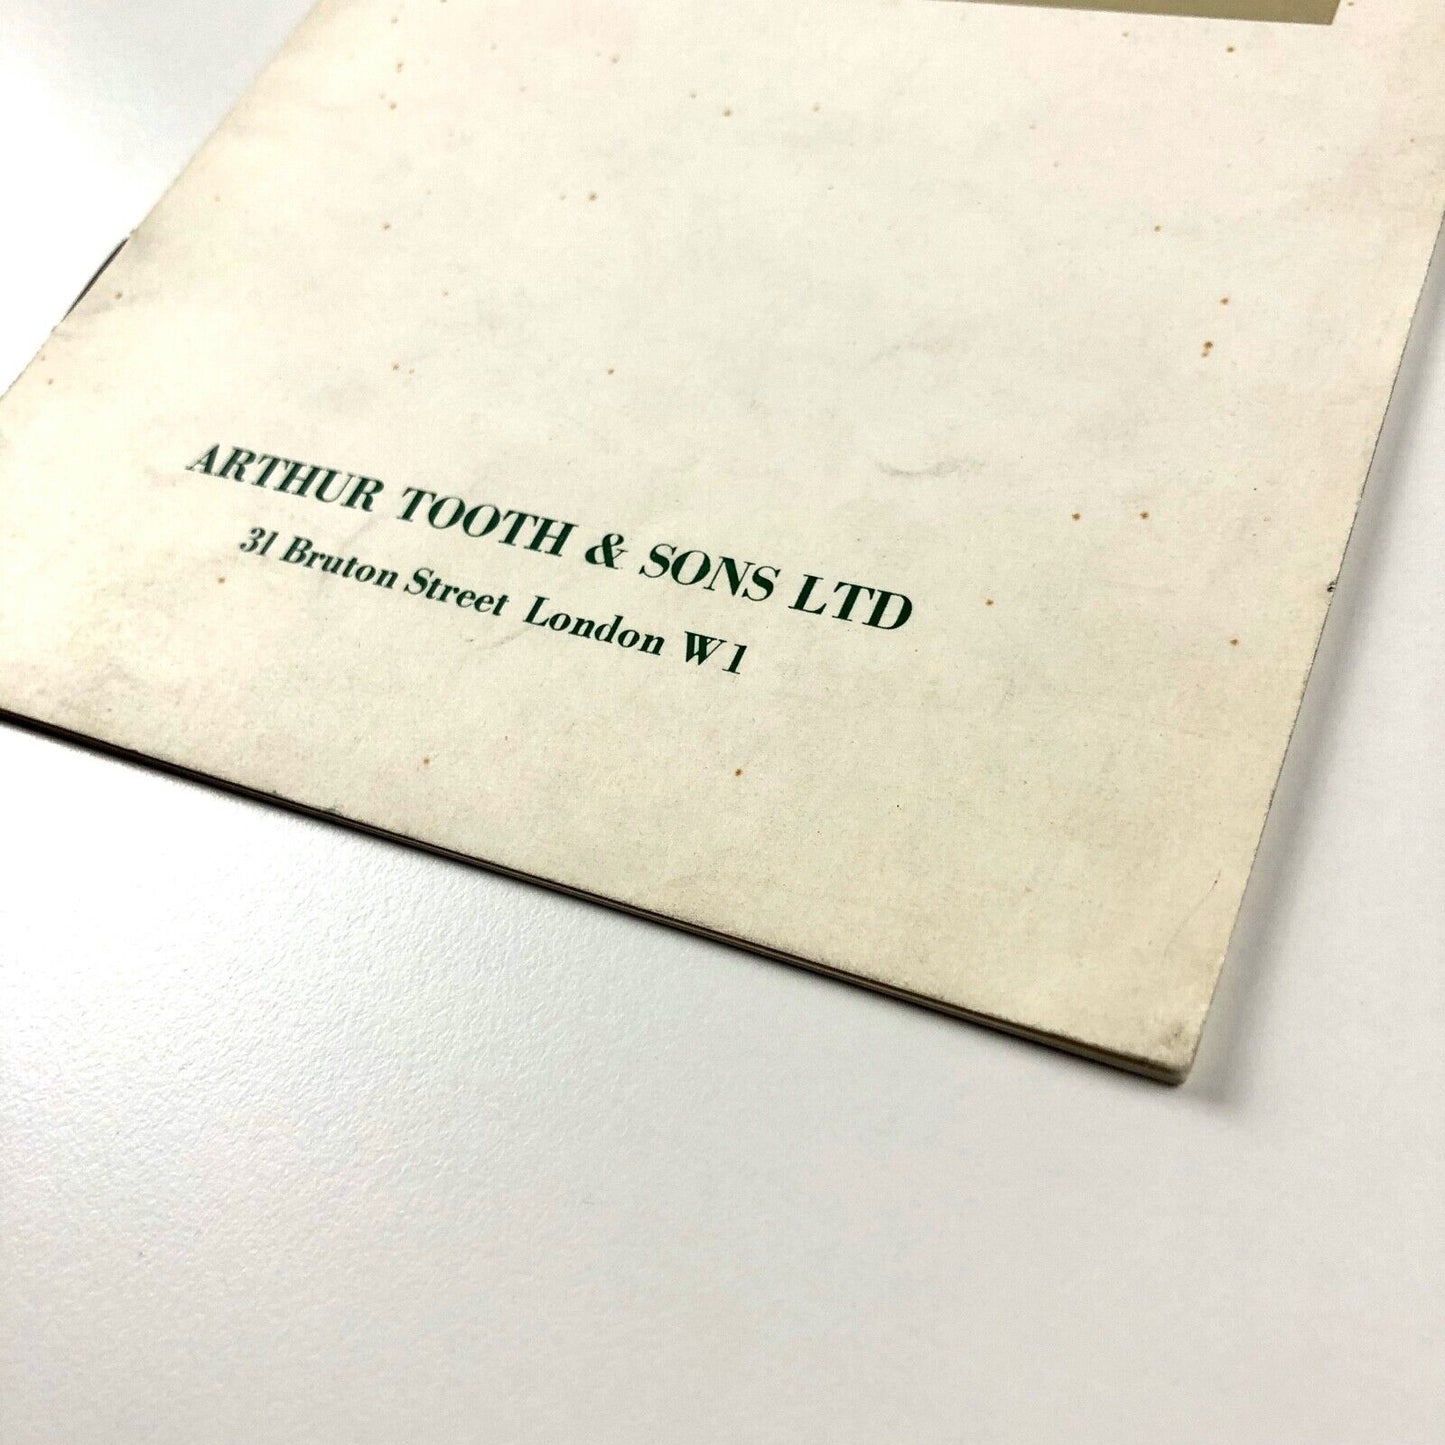 ARTHUR TOOTH & SONS LTD
31 Bruton Street London W1